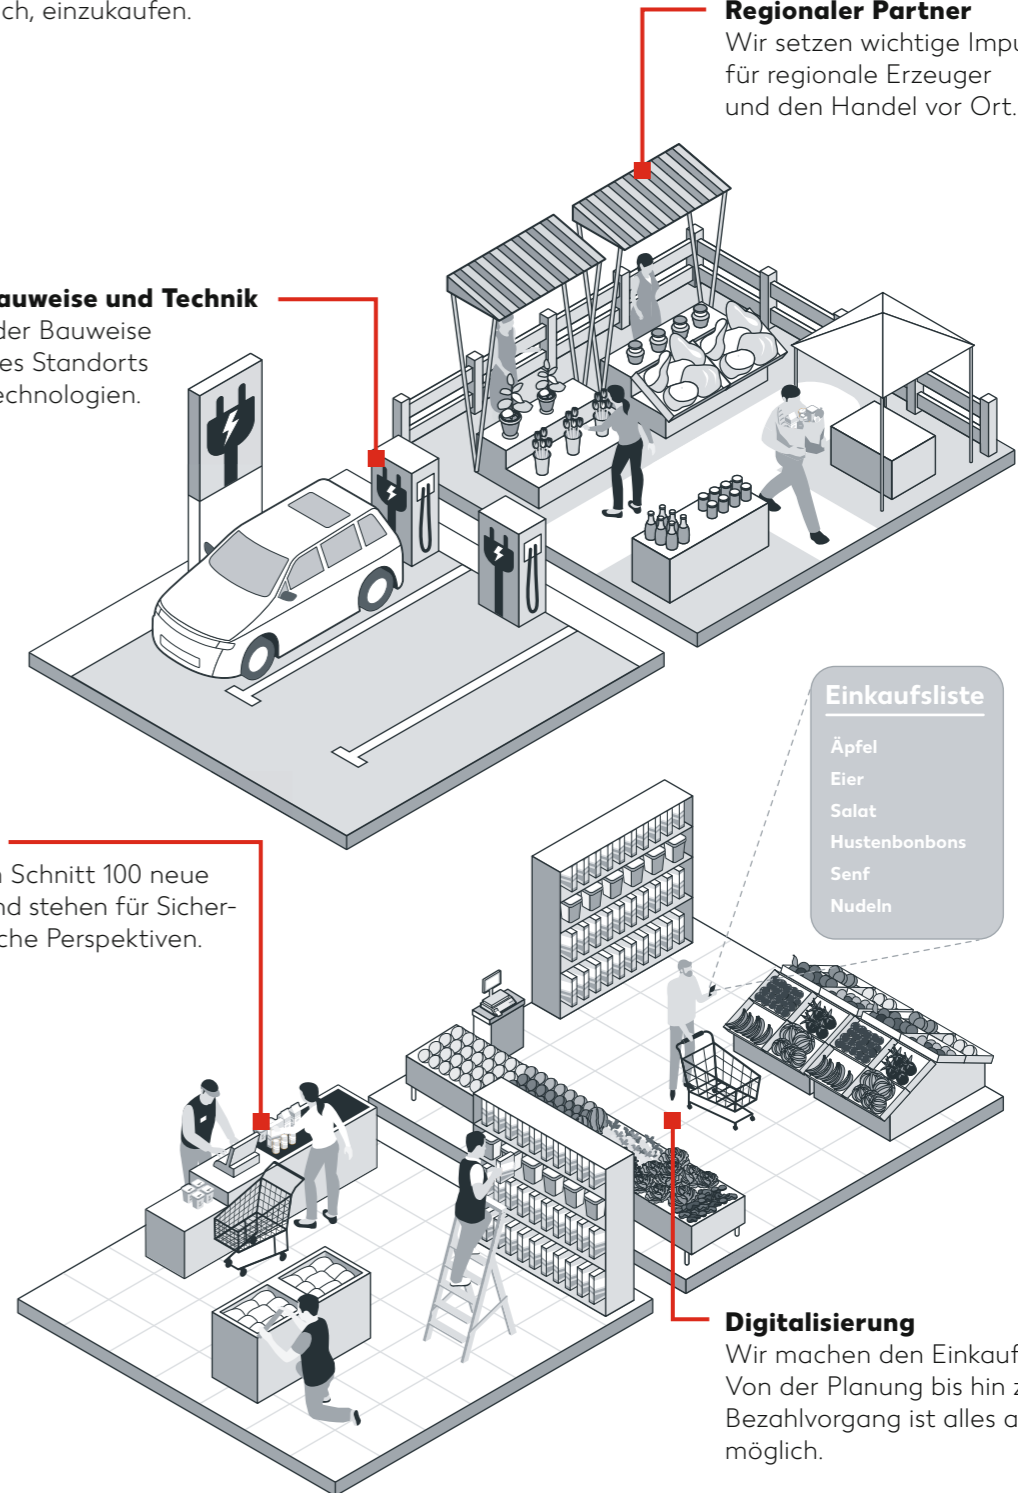 ch, einzukaufen.
Regionaler Partner
Wir setzen wichtige Impu
für regionale Erzeuger
und den Handel vor Ort.
auweise und Technik
der Bauweise
es Standorts
echnologien.
Einkaufsliste
Äpfel
Eier
Salat
Hustenbonbons
Senf
Nudeln
Schnitt 100 neue
nd stehen für Sicher-
che Perspektiven.
Digitalisierung
Wir machen den Einkauf
Von der Planung bis hin z
Bezahlvorgang ist alles a
möglich.